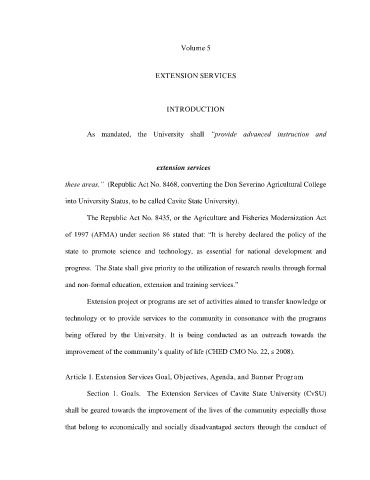 Volume 5
EXTENSION SERVICES
INTRODUCTION
As mandated, the University shall "provide advanced instruction and
extension services
these areas." (Republic Act No. 8468, converting the Don Severino Agricultural College
into University Status, to be called Cavite State University).
The Republic Act No. 8435, or the Agriculture and Fisheries Modernization Act
of 1997 (AFMA) under section 86 stated that: "It is hereby declared the policy of the
state to promote science and technology, as essential for national development and
progress. The State shall give priority to the utilization of research results through formal
and non-formal education, extension and training services."
Extension project or programs are set of activities aimed to transfer knowledge or
technology or to provide services to the community in consonance with the programs
being offered by the University. It is being conducted as an outreach towards the
improvement of the community's quality of life (CHED CMO No. 22, s 2008).
Article I. Extension Services Goal, Objectives, Agenda, and Banner Program
Section 1. Goals. The Extension Services of Cavite State University (CvSU)
shall be geared towards the improvement of the lives of the community especially those
that belong to economically and socially disadvantaged sectors through the conduct of